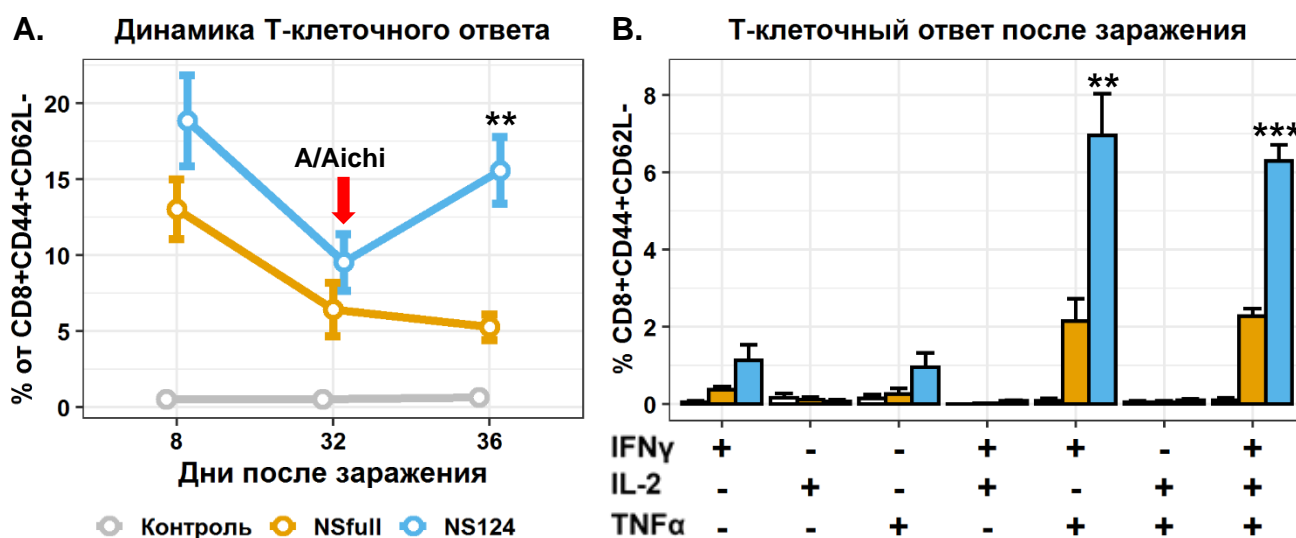 A. Динамика Т-клеточного ответа
% от CD8+CD44+CD62L-
20
15
10
5
0
A/Aichi
**
8 32 36
Дни после заражения
Контроль NSfull NS124
B. Т-клеточный ответ после заражения
% CD8+CD44+CD62L-
8
6
4
2
0
**
***
IFNγ + - - + + - +
IL-2 - + - + - + +
TNFα - - + - + + +